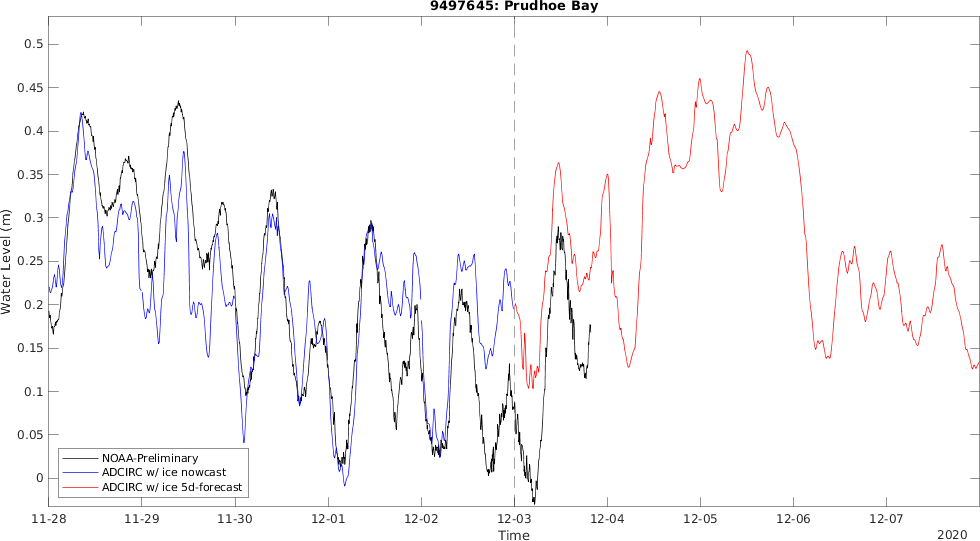 9497645: Prudhoe Bay
Water Level (m)
0.5
0.45
0.4
0.35
0.3
0.25
0.2
0.15
0.1
0.05
0
NOAA-Preliminary
ADCIRC w/ ice nowcast
ADCIRC w/ ice 5d-forecast
11-28 11-29 11-30 12-01 12-02 12-03 12-04 12-05 12-06 12-07
Time
2020